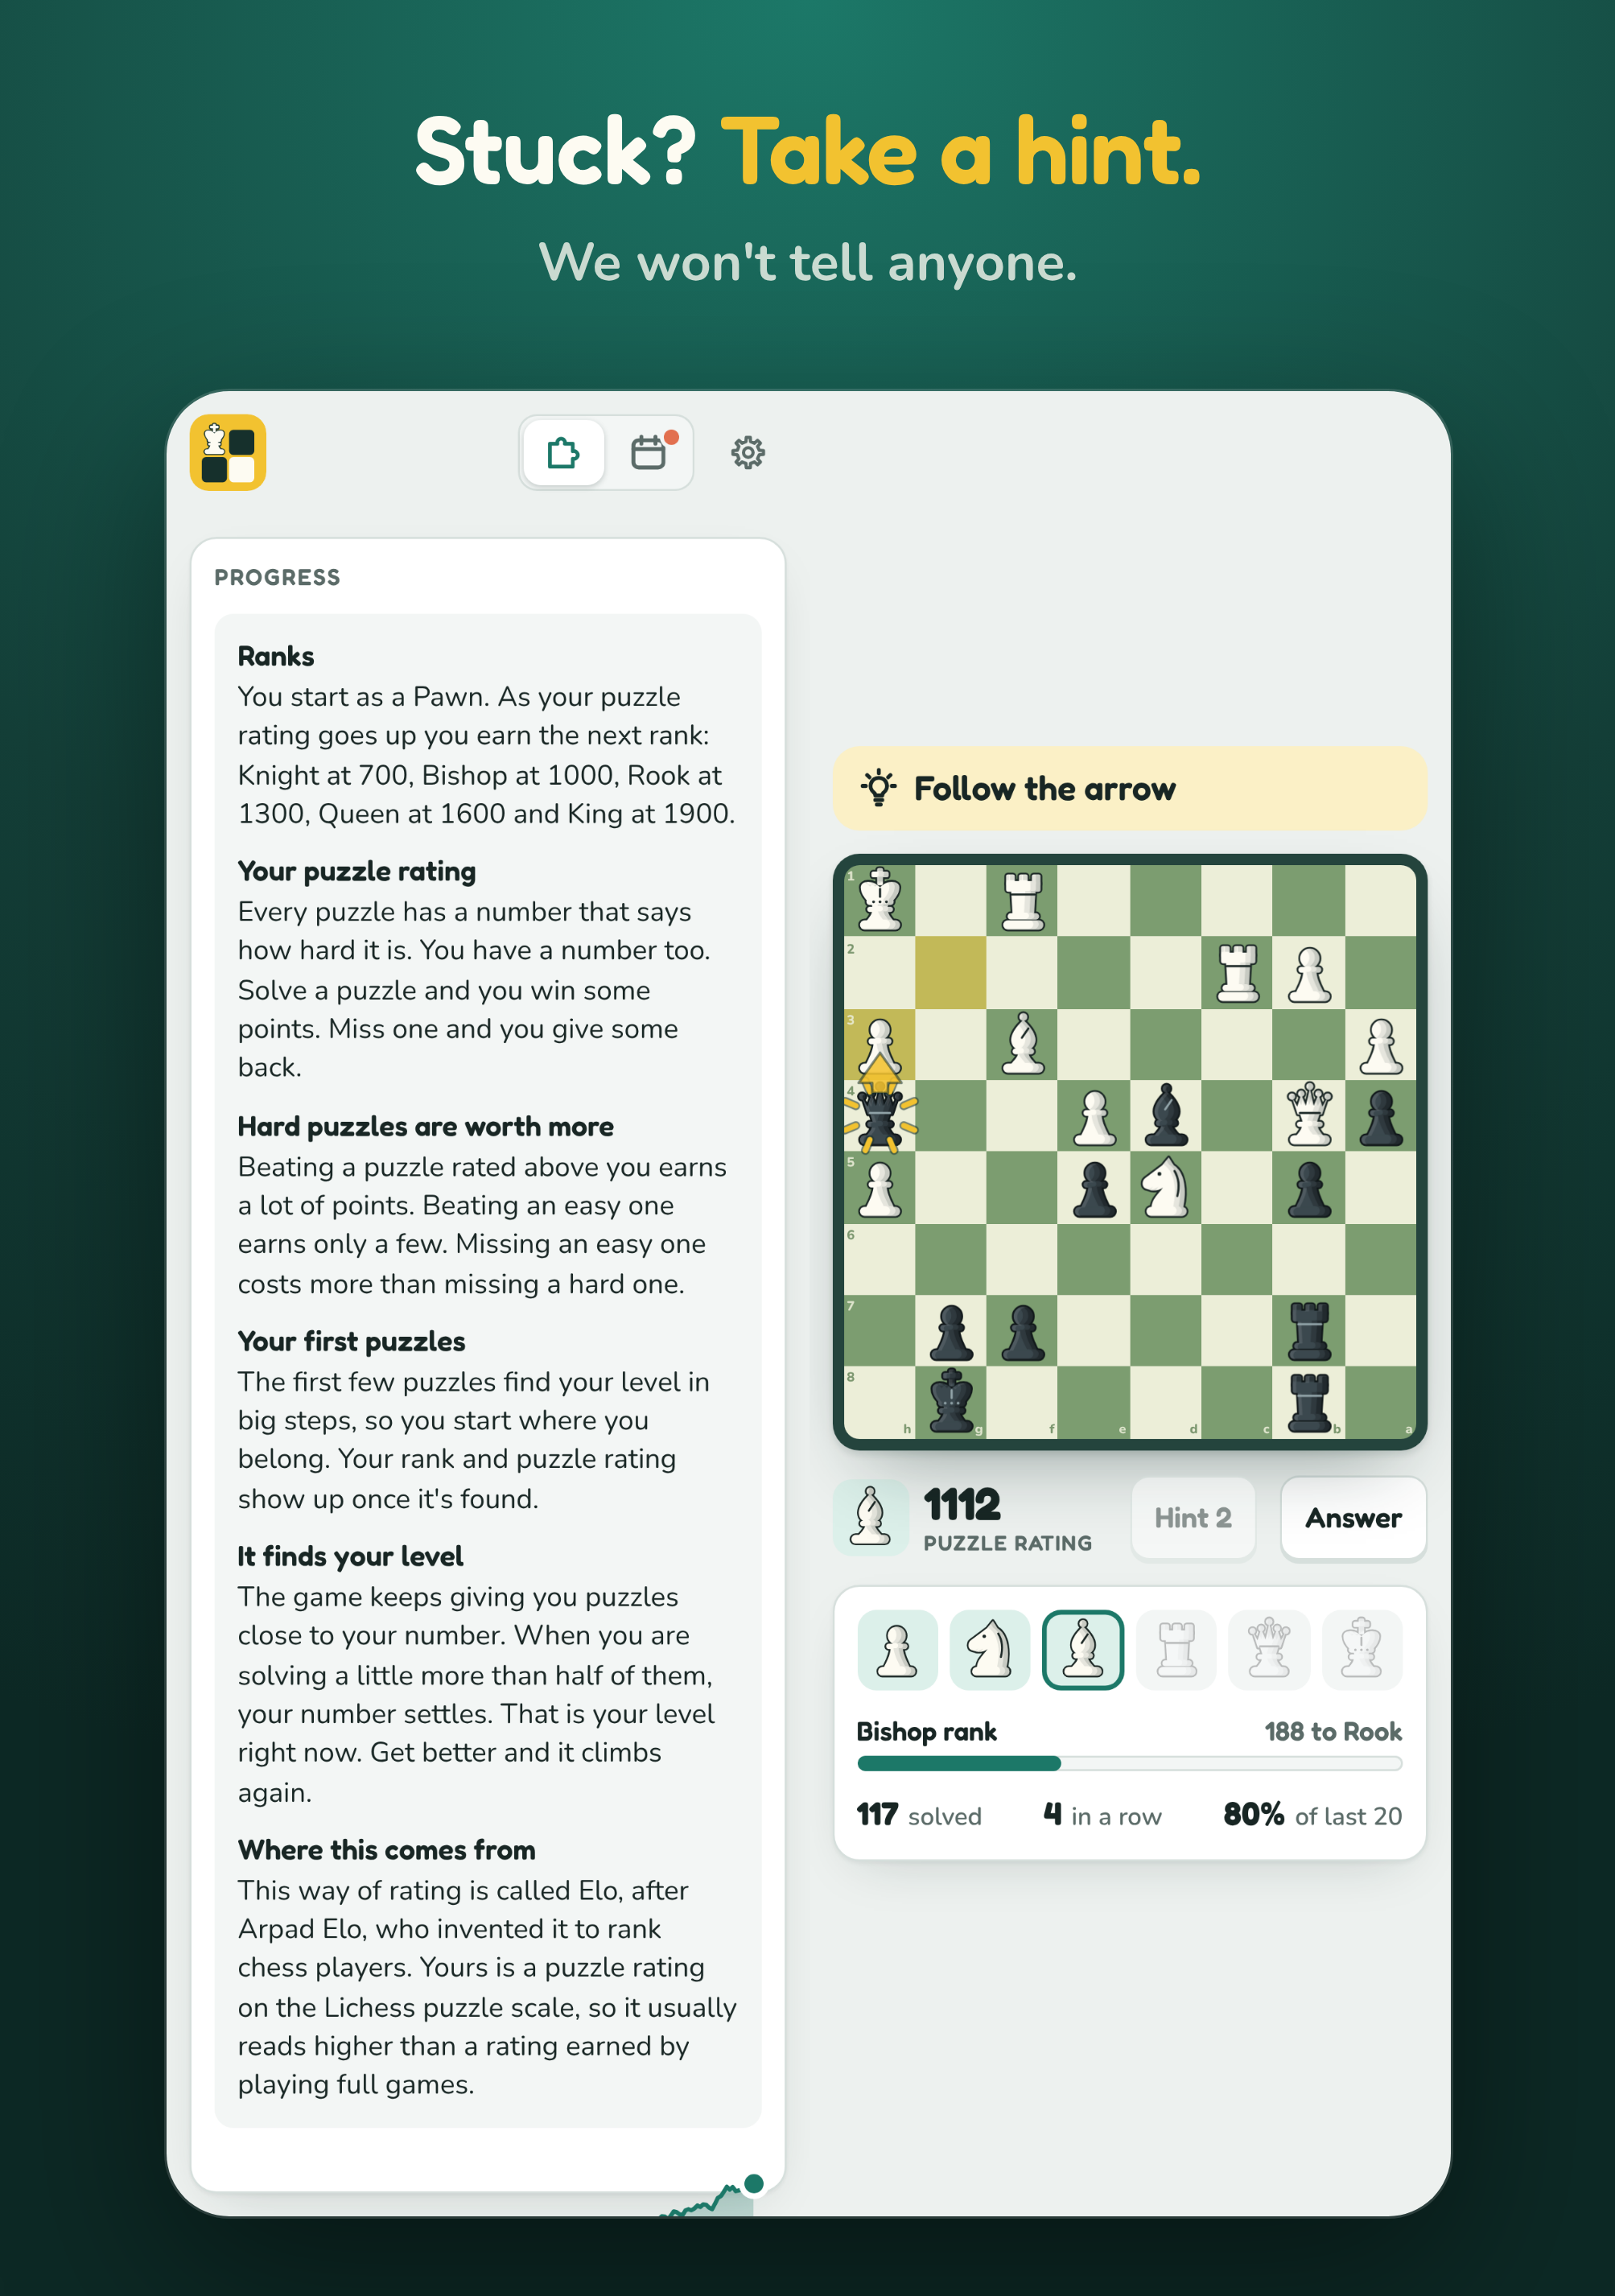 Stuck? Take a hint.
We won't tell anyone.
PROGRESS
Ranks
You start as a Pawn. As your puzzle
rating goes up you earn the next rank:
Knight at 700, Bishop at 1000, Rook at
1300, Queen at 1600 and King at 1900.
Your puzzle rating
Every puzzle has a number that says
how hard it is. You have a number too.
Solve a puzzle and you win some
points. Miss one and you give some
back.
Hard puzzles are worth more
Beating a puzzle rated above you earns
a lot of points. Beating an easy one
earns only a few. Missing an easy one
costs more than missing a hard one.
Your first puzzles
The first few puzzles find your level in
big steps, so you start where you
belong. Your rank and puzzle rating
show up once it's found.
It finds your level
The game keeps giving you puzzles
close to your number. When you are
solving a little more than half of them,
your number settles. That is your level
right now. Get better and it climbs
again.
Where this comes from
This way of rating is called Elo, after
Arpad Elo, who invented it to rank
chess players. Yours is a puzzle rating
on the Lichess puzzle scale, so it usually
reads higher than a rating earned by
playing full games.
Follow the arrow
1
2
3
4
5
6
7
8
h g f e d c b a
1112
PUZZLE RATING
Hint 2
Answer
Bishop rank
188 to Rook
117 solved
4 in a row
80% of last 20